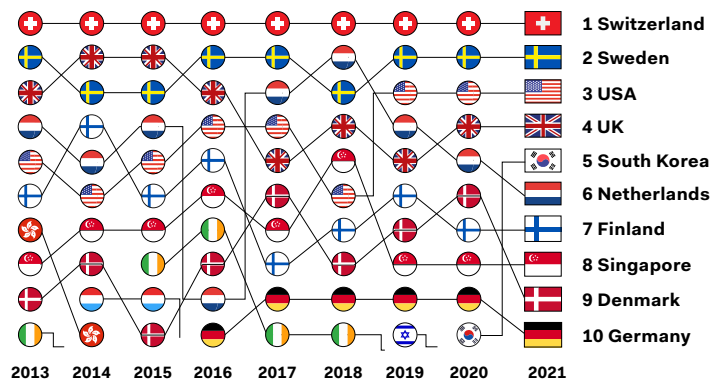 1 Switzerland
2 Sweden
3 USA
4 UK
5 South Korea
6 Netherlands
7 Finland
8 Singapore
9 Denmark
10 Germany
2013 2014 2015 2016 2017 2018 2019 2020 2021